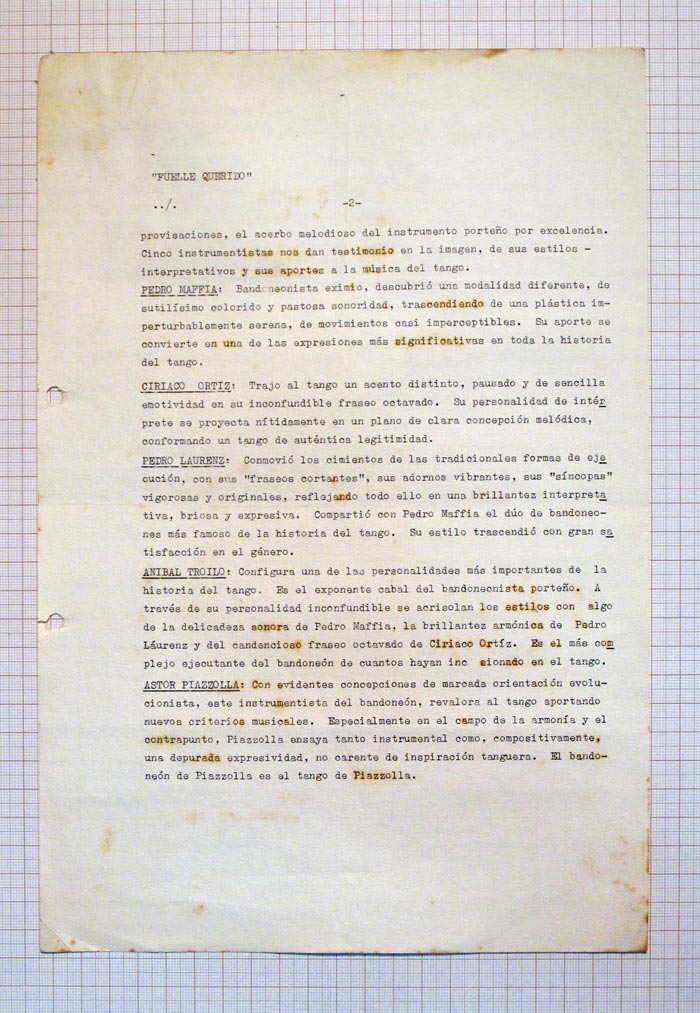 "FUELLE QUERIDO"
../. -2-
provisaciones, el acerbo melodioso del instrumento porteño por excelencia.
Cinco instrumentistas nos dan testimonio en la imagen, de sus estilos -
interpretativos y sus aportes a la música del tango.
PEDRO MAFFIA: Bandoneonista eximio, descubrió una modalidad diferente, de
sutilísimo colorido y pastosa sonoridad, trascendiendo de una plástica im-
perturbablemente serena, de movimientos casi imperceptibles. Su aporte se
convierte en una de las expresiones más significativas en toda la historia
del tango.
CIRIACO ORTIZ: Trajo al tango un acento distinto, pausado y de sencilla
emotividad en su inconfundible fraseo octavado. Su personalidad de intér
prete se proyecta nítidamente en un plano de clara concepción melódica,
conformando un tango de auténtica legitimidad.
PEDRO LAURENZ: Conmovió los cimientos de las tradicionales formas de eje
cución, con sus "fraseos cortantes", sus adornos vibrantes, sus "síncopas"
vigorosas y originales, reflejando todo ello en una brillantez interpreta
tiva, briosa y expresiva. Compartió con Pedro Maffia el dúo de bandoneo-
nes más famoso de la historia del tango. Su estilo trascendió con gran sa
tisfacción en el género.
ANIBAL TROILO: Configura una de las personalidades más importantes de la
historia del tango. Es el exponente cabal del bandonecnista porteño. A
través de su personalidad inconfundible se acrisolan los estilos con algo
de la delicadeza sonora de Pedro Maffia, la brillantez armónica de Pedro
Láurenz y del candencioso fraseo octavado de Ciriaco Ortíz. Es el más com
plejo ejecutante del bandoneón de cuantos hayan inc sionado en el tango.
ASTOR PIAZZOLLA: Con evidentes concepciones de marcada orientación evolu-
cionista, este instrumentista del bandoneón, revalora al tango aportando
nuevos criterios musicales. Especialmente en el campo de la armonía y el
contrapunto, Piazzolla ensaya tanto instrumental como, compositivamente,
una depurada expresividad, no carente de inspiración tanguera. El bando-
neón de Piazzolla es el tango de Piazzolla.